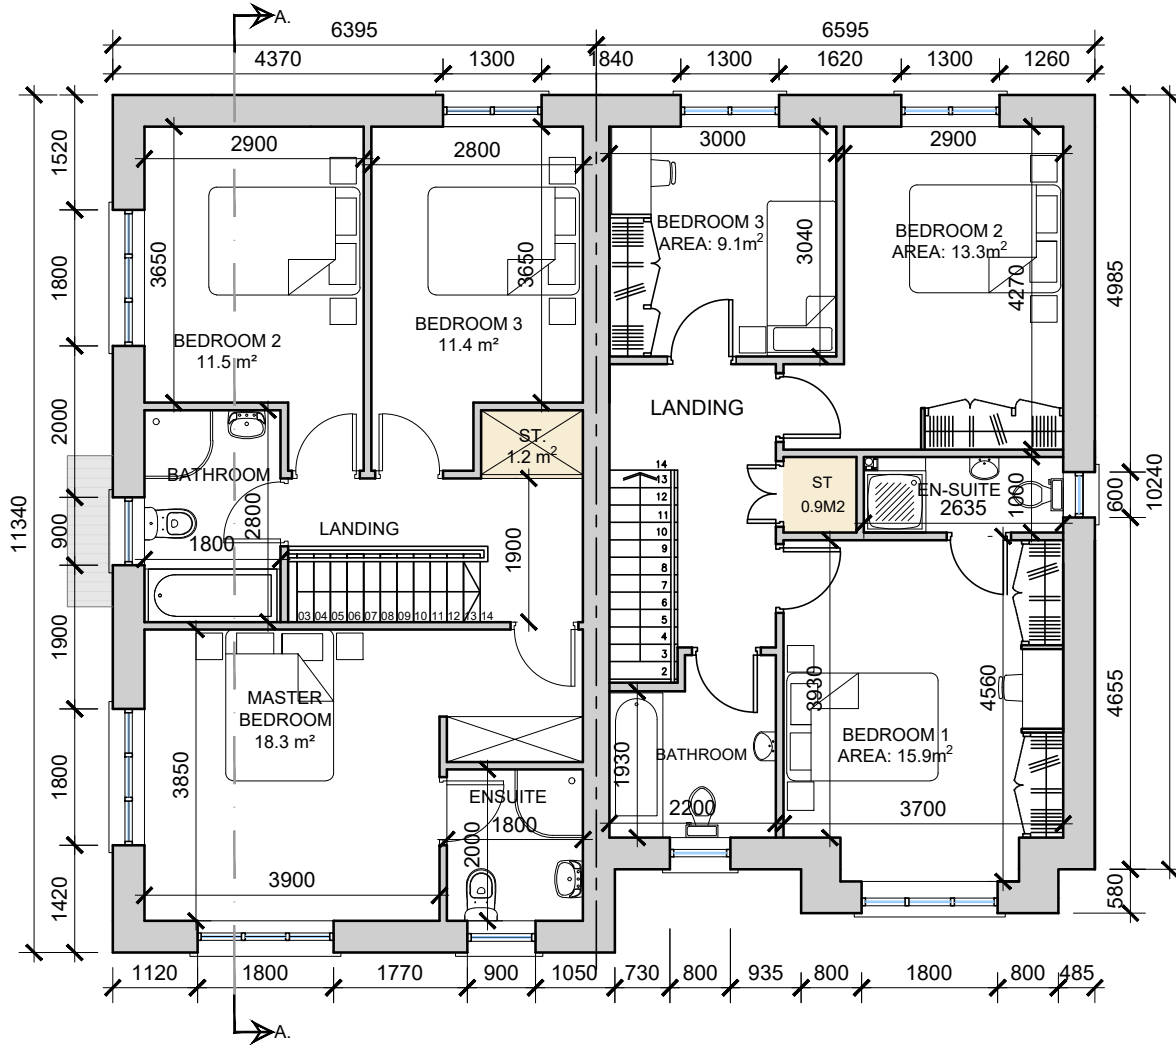 A.
6395
6595
4370
1300
1840
1300
1620
1300
1260
2900
2800
3000
2900
1520
1800
2000
900
1900
1800
1420
11340
3650
3650
BEDROOM 3
AREA: 9.1m²
3040
BEDROOM 2
AREA: 13.3m²
4270
4985
BEDROOM 2
11.5 m²
BEDROOM 3
11.4 m²
LANDING
ST.
1.2 m²
BATHROOM
2800
1800
LANDING
1900
14
13
12
11
10
9
8
7
6
5
4
3
2
ST
0.9M2
EN-SUITE
2635
1000
600
10240
03 04 05 06 07 08 09 10 11 12 13 14
MASTER
BEDROOM
18.3 m²
3850
3930
4560
4655
BEDROOM 1
AREA: 15.9m²
BATHROOM
1930
2200
3700
ENSUITE
1800
2000
3900
580
1120
1800
1770
900
1050
730
800
935
800
1800
800
485
A.